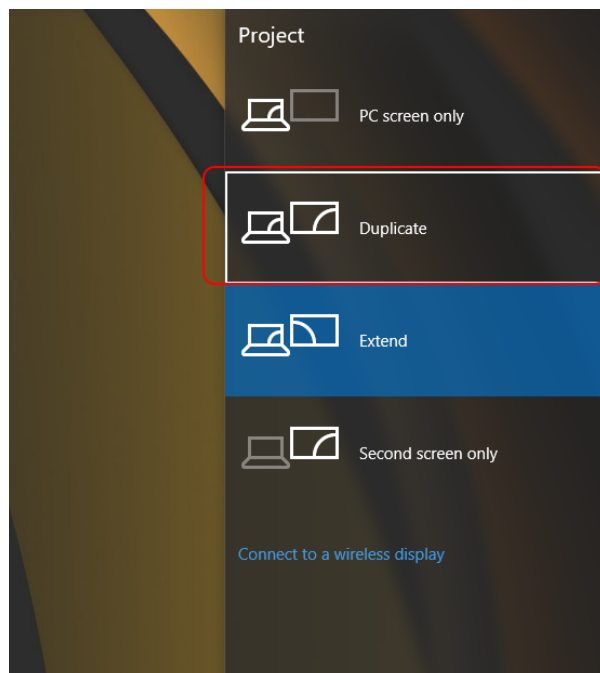 Project
PC screen only
Duplicate
Extend
Second screen only
Connect to a wireless display